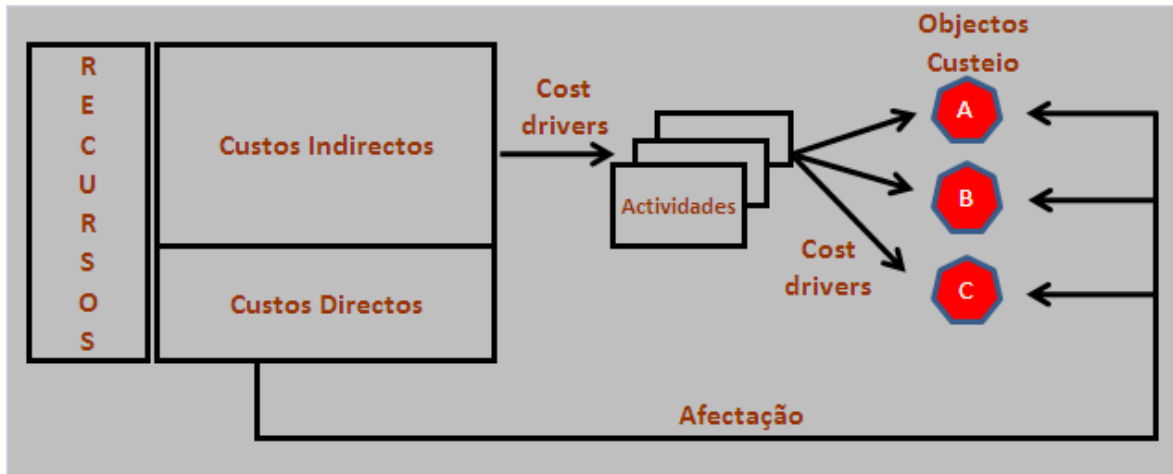 R
E
C
U
R
S
O
S
Custos Indirectos
Custos Directos
Cost
drivers
Actividades
Cost
drivers
Objectos
Custeio
A
B
C
Afectação